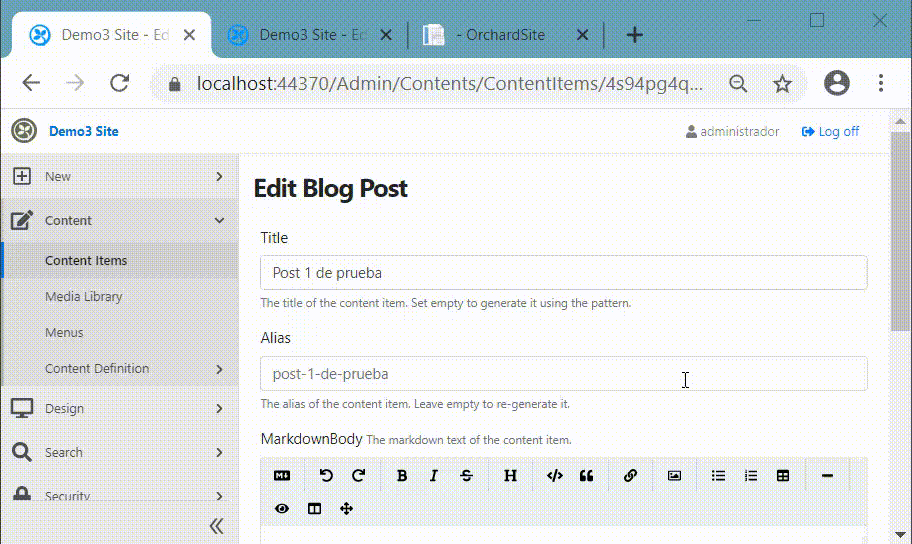 Demo3 Site - Ed
Demo3 Site - Ed
- OrchardSite
localhost:44370/Admin/Contents/ContentItems/4s94pg4q...
Demo3 Site
administrador
Log off
New
Content
Content Items
Media Library
Menus
Content Definition
Design
Search
Security
Edit Blog Post
Title
Post 1 de prueba
The title of the content item. Set empty to generate it using the pattern.
Alias
post-1-de-prueba
The alias of the content item. Leave empty to re-generate it.
MarkdownBody The markdown text of the content item.
B I S H